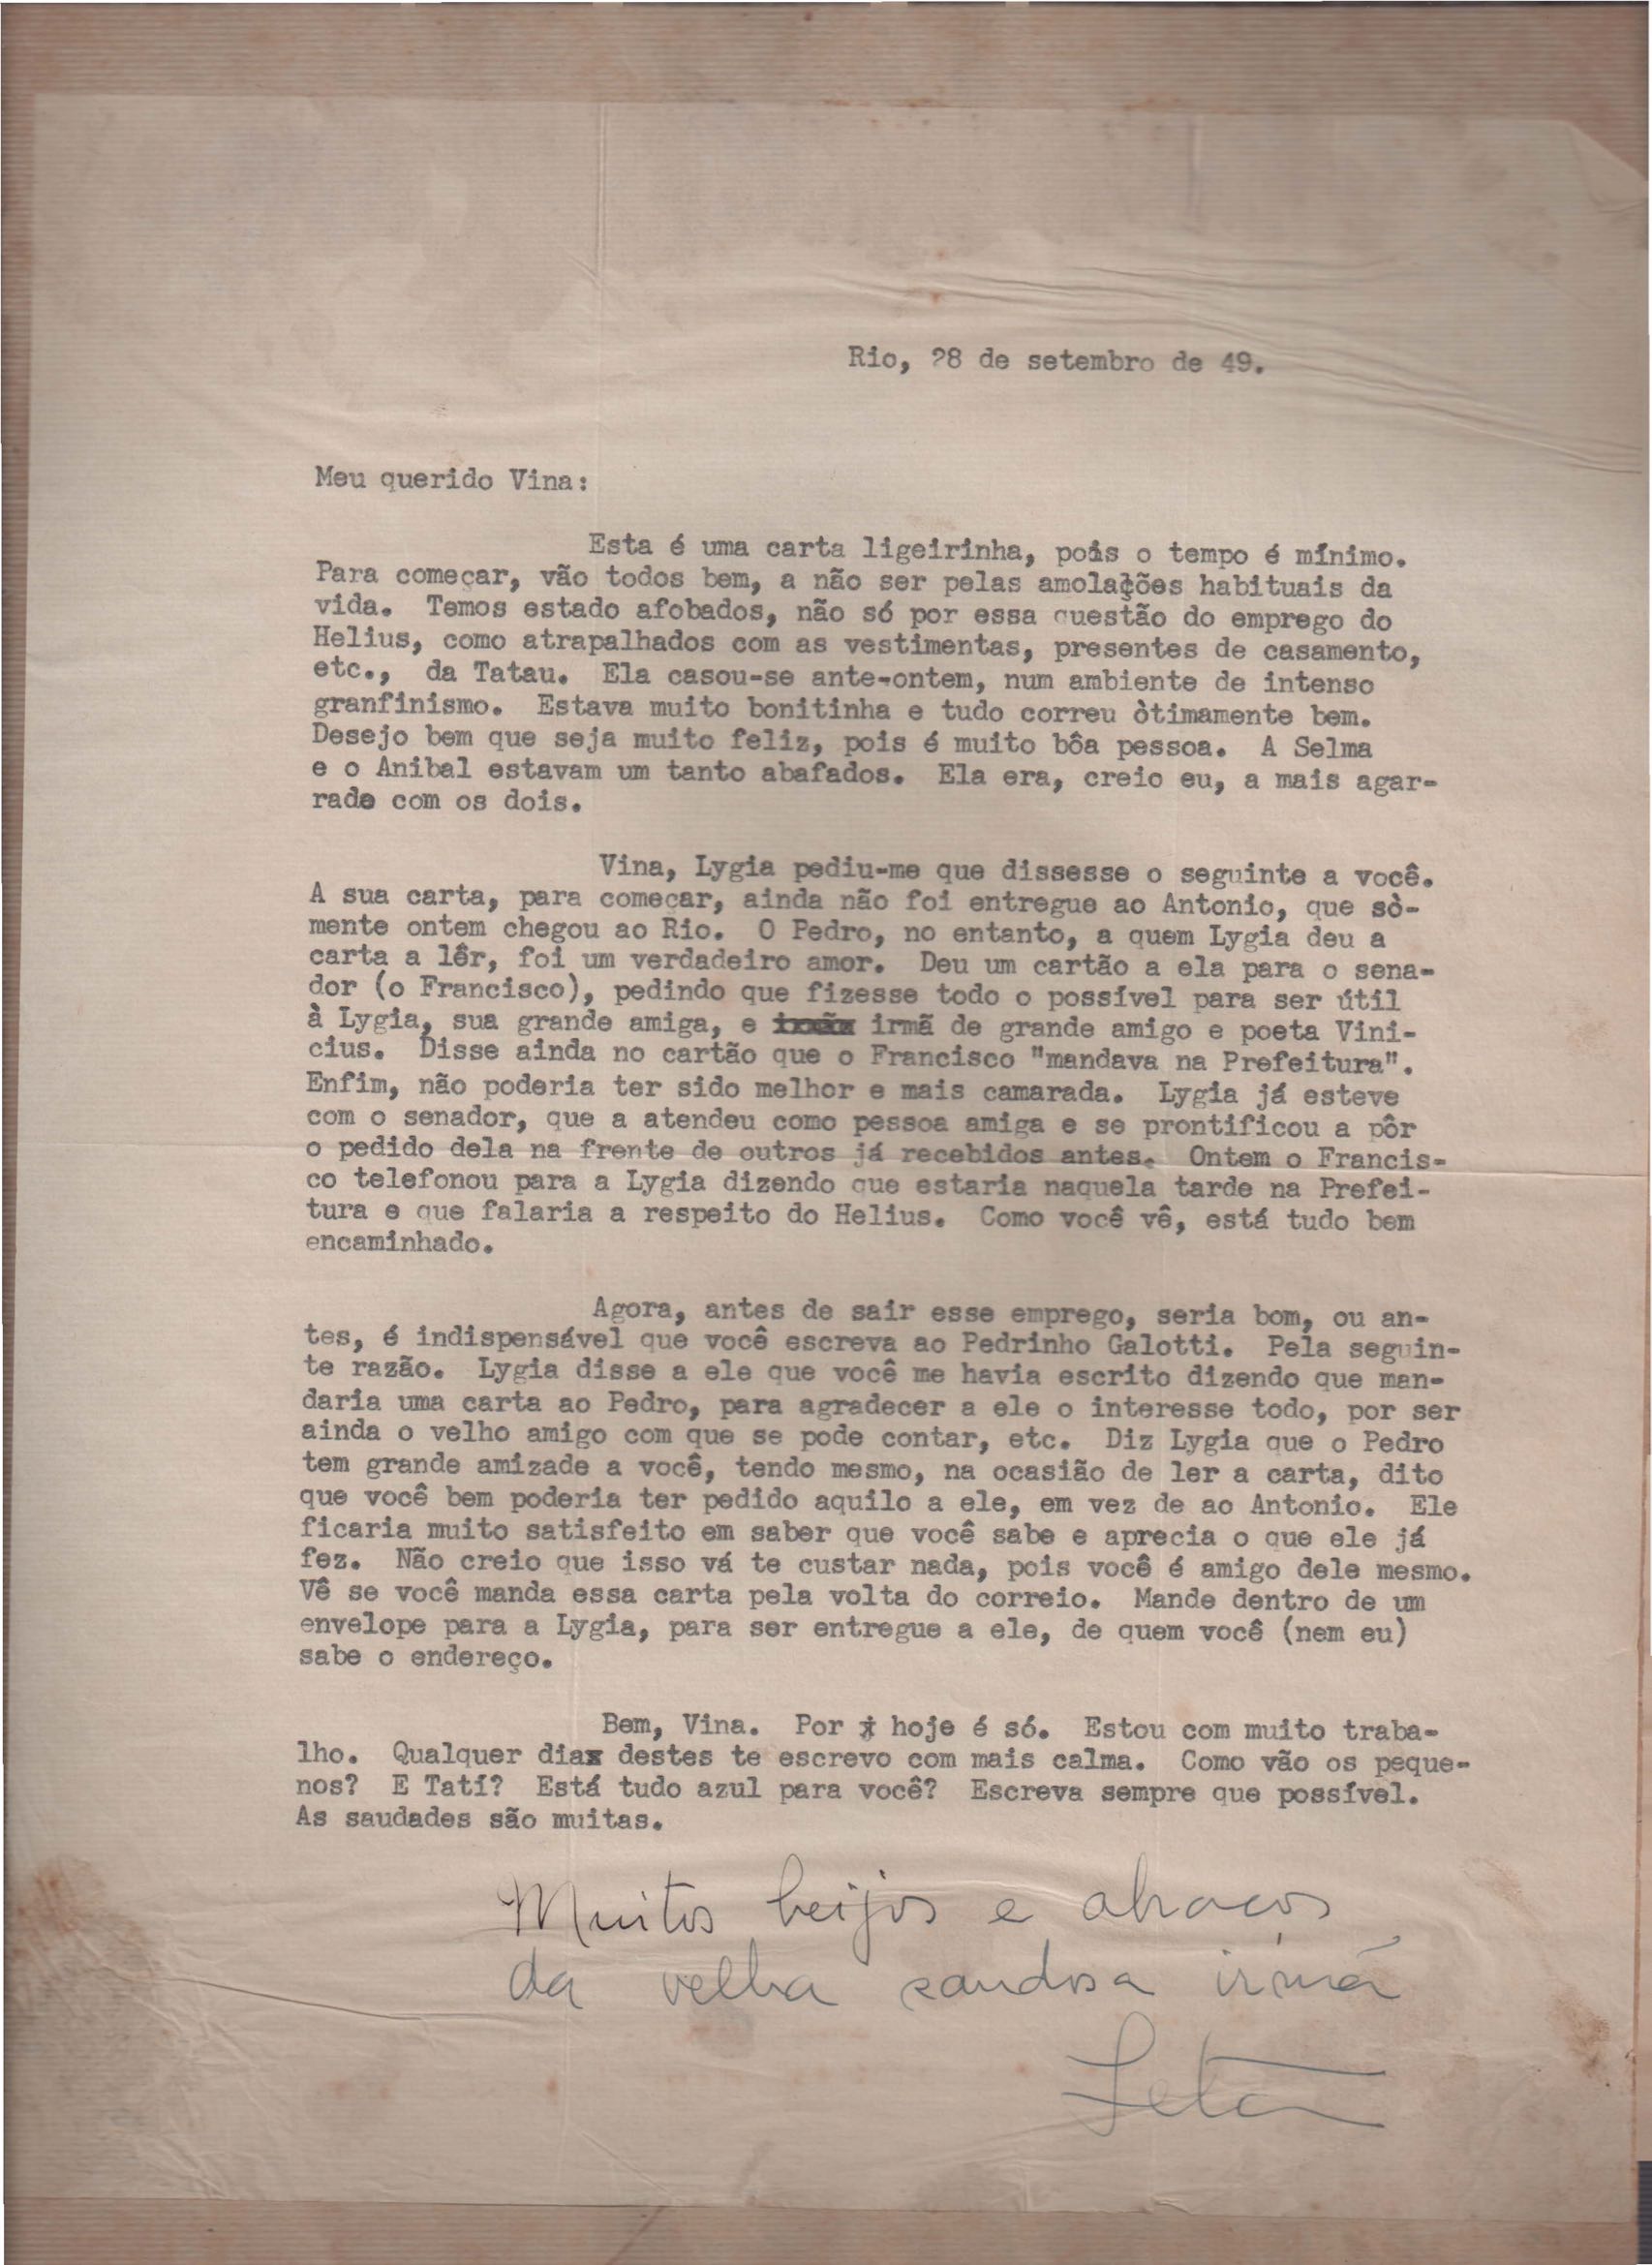 Rio, 28 de setembro de 49.
Meu querido Vina:
Esta é uma carta ligeirinha, pois o tempo é mínimo.
Para começar, vão todos bem, a não ser pelas amolações habituais da
vida. Temos estado afobados, não só por essa questão do emprego do
Helius, como atrapalhados com as vestimentas, presentes de casamento,
etc., da Tatau. Ela casou-se ante-ontem, num ambiente de intenso
granfinismo. Estava muito bonitinha e tudo correu òtimamente bem.
Desejo bem que seja muito feliz, pois é muito bôa pessoa. A Selma
e o Anibal estavam um tanto abafados. Ela era, creio eu, a mais agar-
rada com os dois.
Vina, Lygia pediu-me que dissesse o seguinte a você.
A sua carta, para começar, ainda não foi entregue ao Antonio, que sò-
mente ontem chegou ao Rio. O Pedro, no entanto, a quem Lygia deu a
carta a lêr, foi um verdadeiro amor. Deu um cartão a ela para o sena-
dor (o Francisco), pedindo que fizesse todo o possível para ser útil
à Lygia, sua grande amiga, e irmã de grande amigo e poeta Vini-
cius. Disse ainda no cartão que o Francisco "mandava na Prefeitura".
Enfim, não poderia ter sido melhor e mais camarada. Lygia já esteve
com o senador, que a atendeu como pessoa amiga e se prontificou a pôr
o pedido dela na frente de outros já recebidos antes. Ontem o Francis-
co telefonou para a Lygia dizendo que estaria naquela tarde na Prefei-
tura e que falaria a respeito do Helius. Como você vê, está tudo bem
encaminhado.
Agora, antes de sair esse emprego, seria bom, ou an-
tes, é indispensável que você escreva ao Pedrinho Galotti. Pela seguin-
te razão. Lygia disse a ele que você me havia escrito dizendo que man-
daria uma carta ao Pedro, para agradecer a ele o interesse todo, por ser
ainda o velho amigo com que se pode contar, etc. Diz Lygia que o Pedro
tem grande amizade a você, tendo mesmo, na ocasião de ler a carta, dito
que você bem poderia ter pedido aquilo a ele, em vez de ao Antonio. Ele
ficaria muito satisfeito em saber que você sabe e aprecia o que ele já
fez. Não creio que isso vá te custar nada, pois você é amigo dele mesmo.
Vê se você manda essa carta pela volta do correio. Mande dentro de um
envelope para a Lygia, para ser entregue a ele, de quem você (nem eu)
sabe o endereço.
Bem, Vina. Por hoje é só. Estou com muito traba-
lho. Qualquer dia destes te escrevo com mais calma. Como vão os peque-
nos? E Tati? Está tudo azul para você? Escreva sempre que possível.
As saudades são muitas.
Muitos beijos e abraços
da velha saudosa irmã
Leta